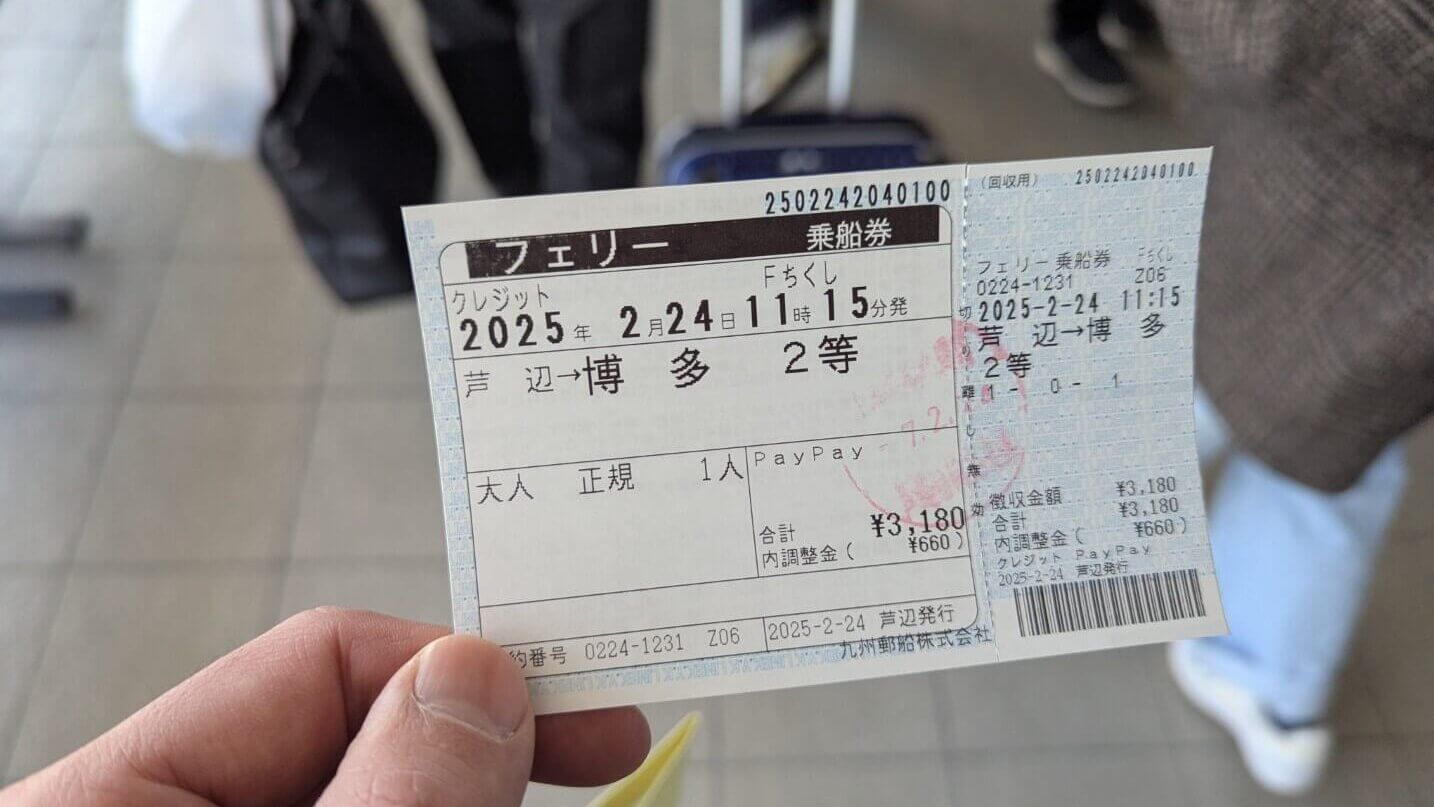 2502242040100
フェリー 乗船券
Fちくし
クレジット
2025年 2月24日11時15分発
芦 辺→博 多 2等
大人 正規 1人
PayPay
合計 ¥3,180
内調整金( ¥660)
約番号 0224-1231 Z06
2025-2-24 芦辺発行
九州郵船株式会社
切り離し無効
(回収用) 2502242040100
フェリー乗船券 Fちくし
0224-1231 Z06
2025-2-24 11:15
芦 辺→博 多
2等
1- 0- 1
徴収金額 ¥3,180
合計 ¥3,180
内調整金( ¥660)
クレジット PayPay
2025-2-24 芦辺発行